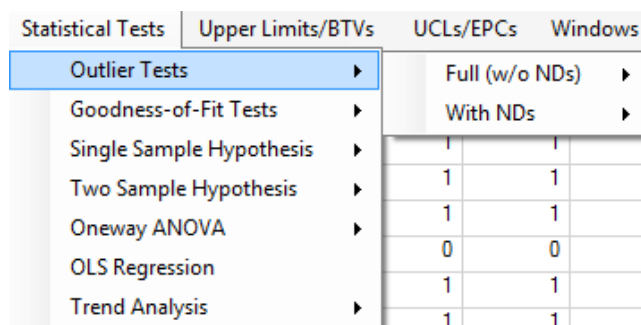 Statistical Tests Upper Limits/BTVs UCLs/EPCs Windows
Outlier Tests Full (w/o NDs)
Goodness-of-Fit Tests With NDs
Single Sample Hypothesis 1 1
Two Sample Hypothesis 1 1
1 1
Oneway ANOVA
0 0
OLS Regression
1 1
Trend Analysis
1 1